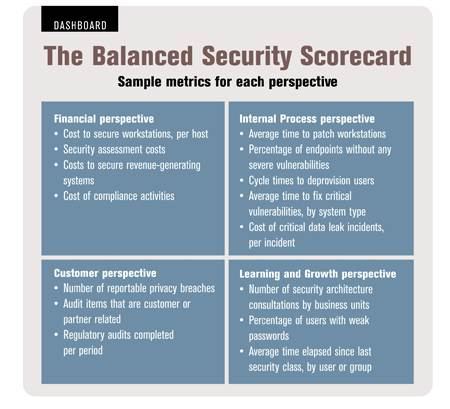 DASHBOARD
The Balanced Security Scorecard
Sample metrics for each perspective
Financial perspective
• Cost to secure workstations, per host
• Security assessment costs
• Costs to secure revenue-generating
systems
• Cost of compliance activities
Internal Process perspective
• Average time to patch workstations
• Percentage of endpoints without any
severe vulnerabilities
• Cycle times to deprovision users
• Average time to fix critical
vulnerabilities, by system type
• Cost of critical data leak incidents,
per incident
Customer perspective
• Number of reportable privacy breaches
• Audit items that are customer or
partner related
• Regulatory audits completed
per period
Learning and Growth perspective
• Number of security architecture
consultations by business units
• Percentage of users with weak
passwords
• Average time elapsed since last
security class, by user or group